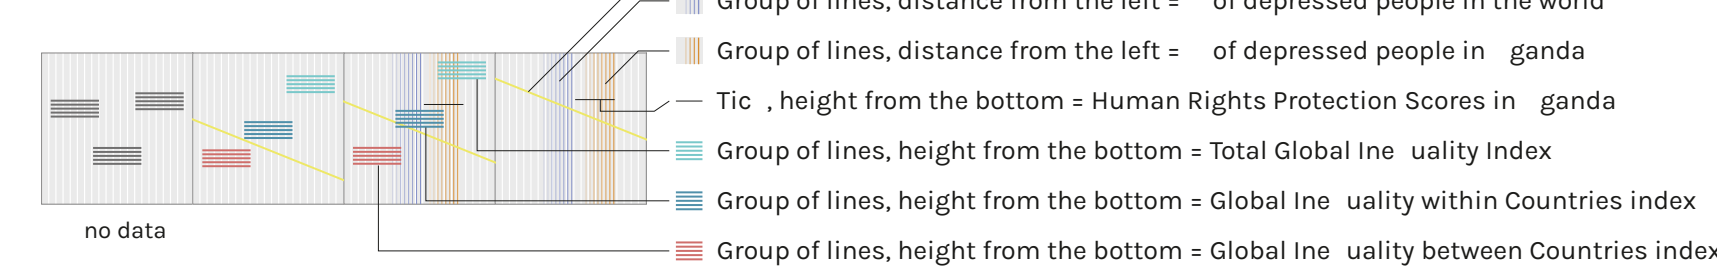 Group of lines, distance from the left = of depressed people in the world
Group of lines, distance from the left = of depressed people in ganda
Tic , height from the bottom = Human Rights Protection Scores in ganda
Group of lines, height from the bottom = Total Global Ine uality Index
Group of lines, height from the bottom = Global Ine uality within Countries index
no data
Group of lines, height from the bottom = Global Ine uality between Countries index